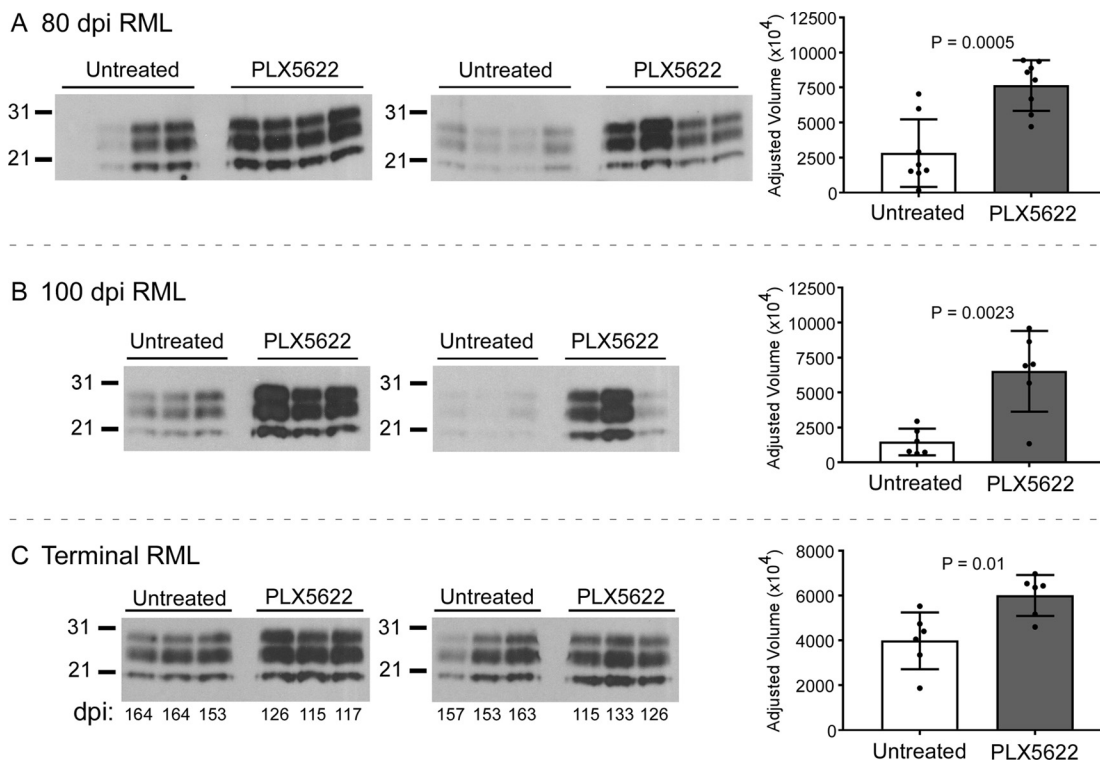 A 80 dpi RML
Untreated PLX5622 Untreated PLX5622
31 31
21 21
Adjusted Volume (x10⁴)
12500
10000
7500
5000
2500
0
P = 0.0005
Untreated PLX5622
B 100 dpi RML
Untreated PLX5622 Untreated PLX5622
31 31
21 21
Adjusted Volume (x10⁴)
12500
10000
7500
5000
2500
0
P = 0.0023
Untreated PLX5622
C Terminal RML
Untreated PLX5622 Untreated PLX5622
31 31
21 21
dpi: 164 164 153 126 115 117 157 153 163 115 133 126
Adjusted Volume (x10⁴)
8000
6000
4000
2000
0
P = 0.01
Untreated PLX5622